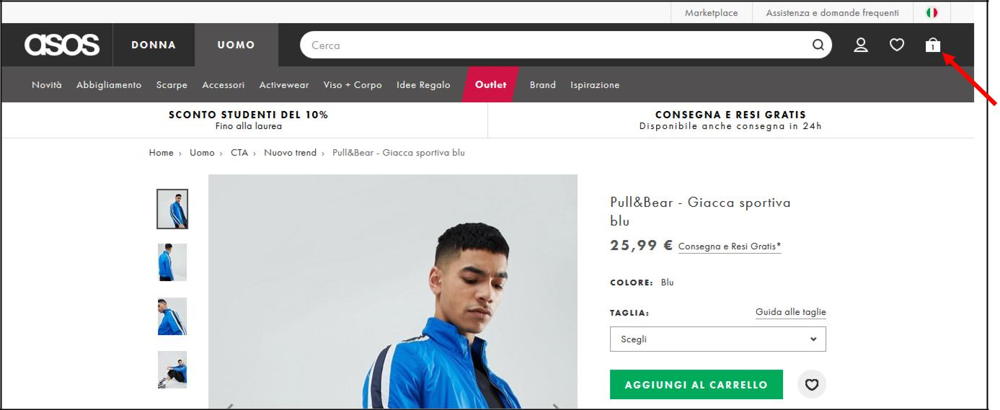 Marketplace
Assistenza e domande frequenti
asos
DONNA
UOMO
Cerca
1
Novità
Abbigliamento
Scarpe
Accessori
Activewear
Viso + Corpo
Idee Regalo
Outlet
Brand
Ispirazione
SCONTO STUDENTI DEL 10%
Fino alla laurea
CONSEGNA E RESI GRATIS
Disponibile anche consegna in 24h
Home › Uomo › CTA › Nuovo trend › Pull&Bear - Giacca sportiva blu
Pull&Bear - Giacca sportiva
blu
25,99 € Consegna e Resi Gratis*
COLORE: Blu
TAGLIA:
Guida alle taglie
Scegli
AGGIUNGI AL CARRELLO